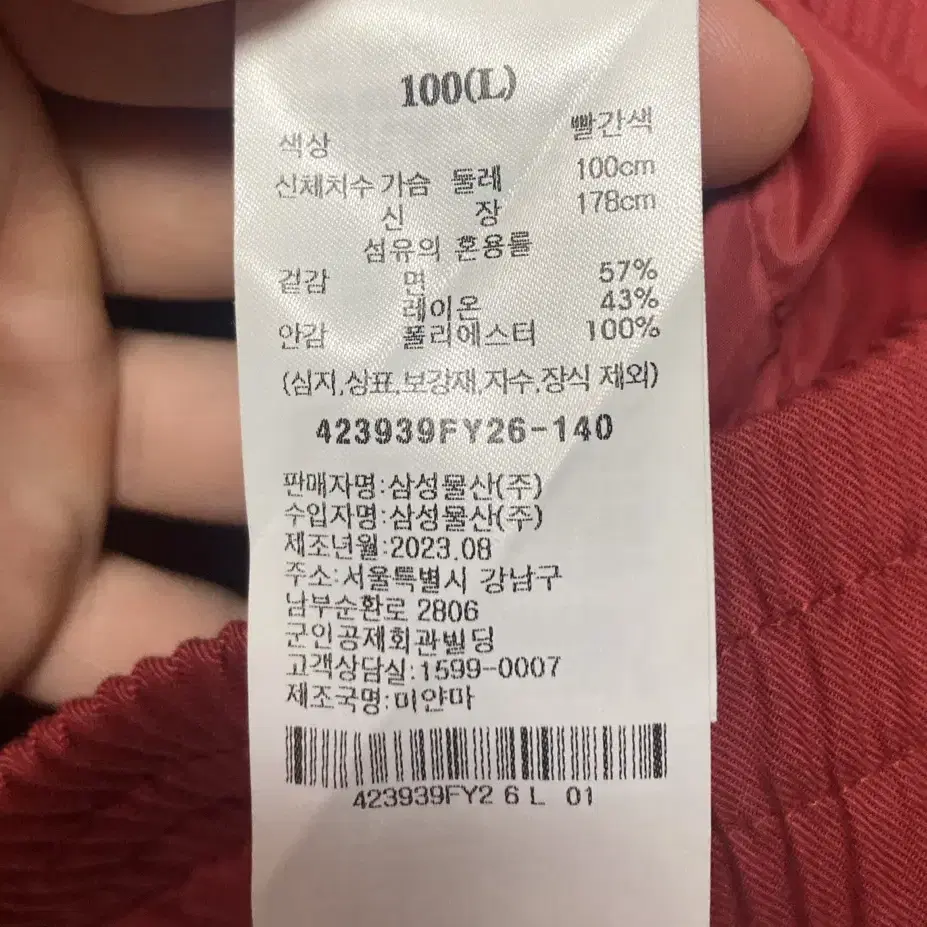 100(L)
색상 빨간색
신체치수 가슴 둘레 100cm
신 장 178cm
섬유의 혼용률
겉감 면 57%
레이온 43%
안감 폴리에스터 100%
(심지,상표,보강재,자수,장식 제외)
423939FY26-140
판매자명:삼성물산(주)
수입자명:삼성물산(주)
제조년월:2023.08
주소:서울특별시 강남구
남부순환로 2806
군인공제회관빌딩
고객상담실:1599-0007
제조국명:미얀마
423939FY2 6 L 01